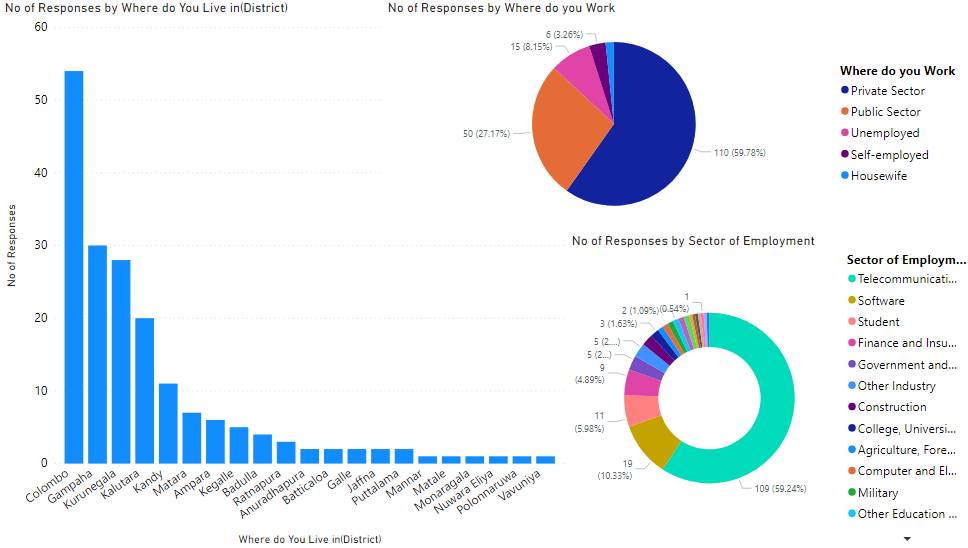 No of Responses by Where do You Live in(District)
No of Responses
60
50
40
30
20
10
0
Colombo
Gampaha
Kurunegala
Kalutara
Kandy
Matara
Ampara
Kegalle
Badulla
Ratnapura
Anuradhapura
Batticaloa
Galle
Jaffna
Puttalama
Mannar
Matale
Monaragala
Nuwara Eliya
Polonnaruwa
Vavuniya
Where do You Live in(District)
No of Responses by Where do you Work
6 (3.26%)
15 (8.15%)
50 (27.17%)
110 (59.78%)
Where do you Work
Private Sector
Public Sector
Unemployed
Self-employed
Housewife
No of Responses by Sector of Employment
1
(0.54%)
2 (1.09%)
3 (1.63%)
5 (2....)
5 (2...)
9
(4.89%)
11
(5.98%)
19
(10.33%)
109 (59.24%)
Sector of Employm...
Telecommunicati...
Software
Student
Finance and Insu...
Government and...
Other Industry
Construction
College, Universi...
Agriculture, Fore...
Computer and El...
Military
Other Education ...